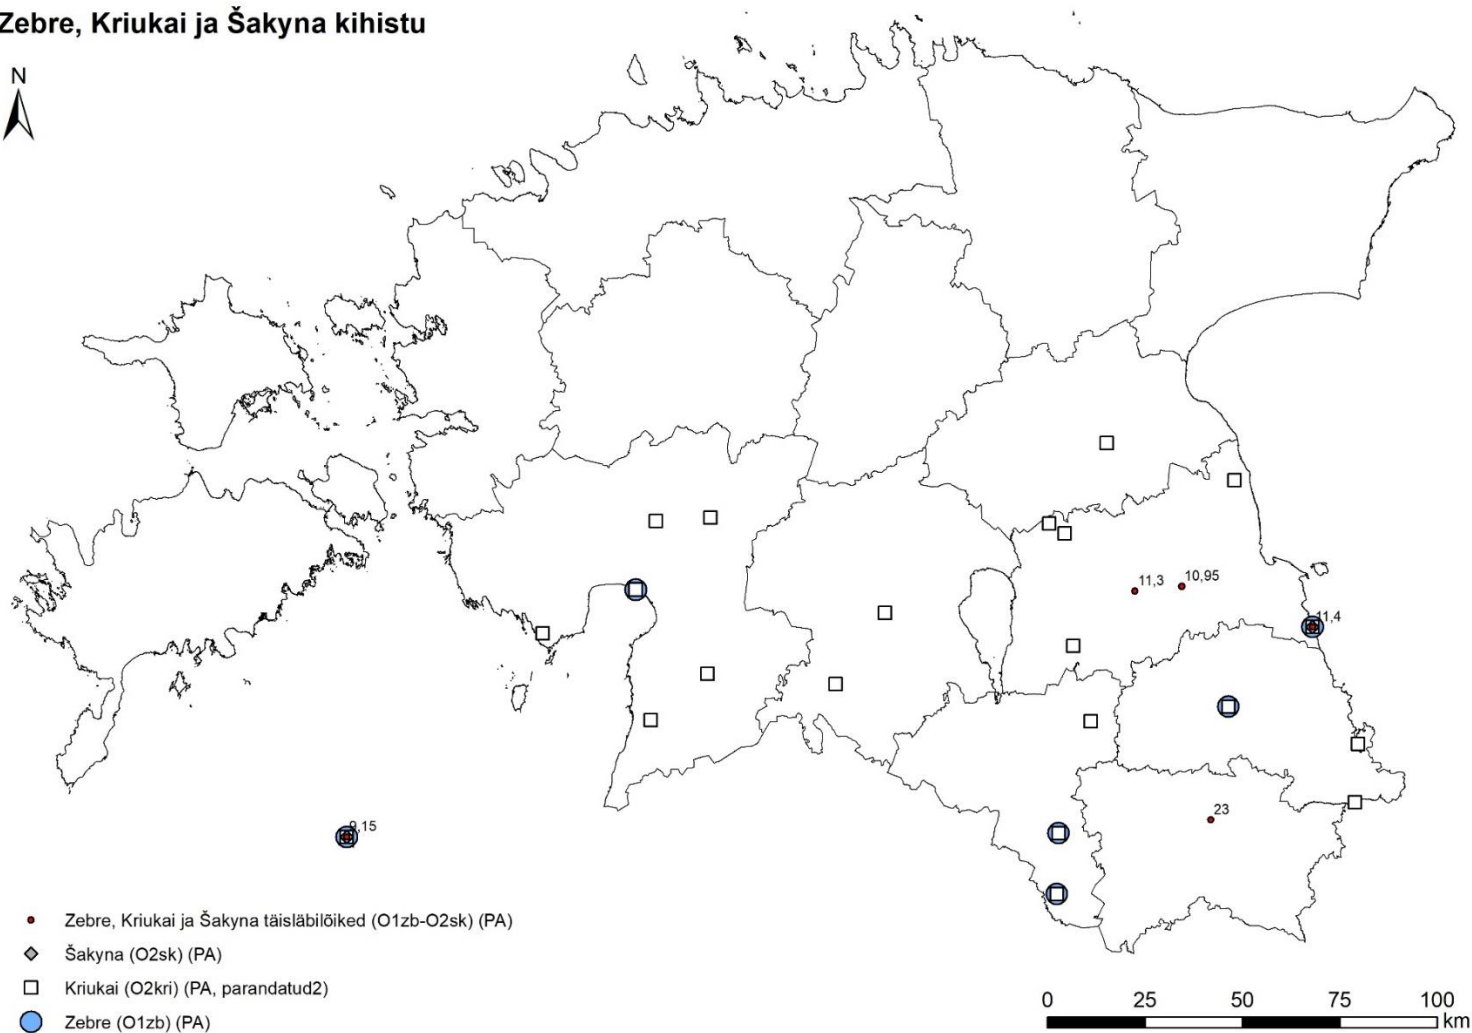 Zebre, Kriukai ja Šakyna kihistu
N
11,3
10,95
11,4
23
9,15
Zebre, Kriukai ja Šakyna täisläbilõiked (O1zb-O2sk) (PA)
Šakyna (O2sk) (PA)
Kriukai (O2kri) (PA, parandatud2)
Zebre (O1zb) (PA)
0 25 50 75 100
km